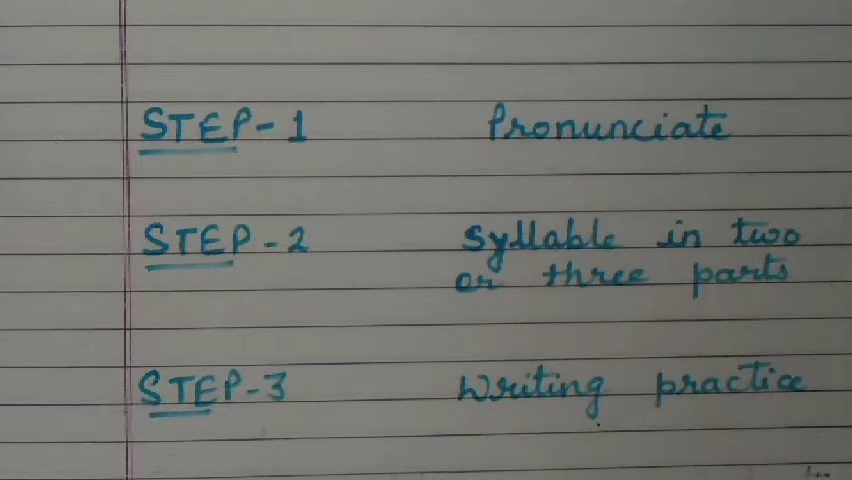 STEP-1 Pronunciate
STEP-2 Syllable in two
or three parts
STEP-3 Writing practice